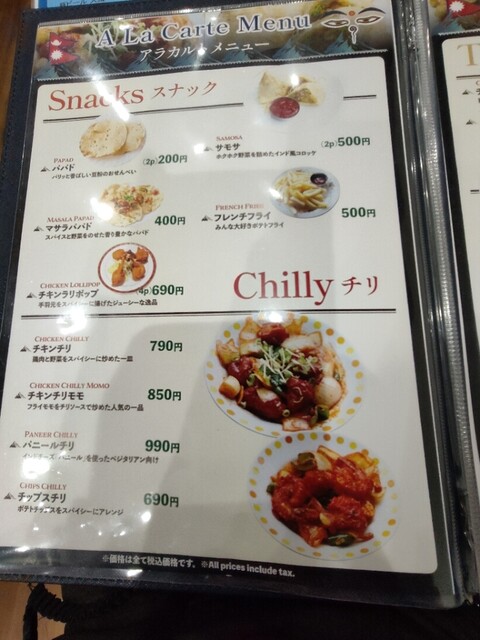 A La Carte Menu
アラカルトメニュー
Snacks スナック
PAPAD
パパド
(2p) 200円
パリッと香ばしい豆粉のおせんべい
SAMOSA
サモサ
(2p) 500円
ホクホク野菜を詰めたインド風コロッケ
MASALA PAPAD
マサラパパド
400円
スパイスと野菜をのせた香り豊かなパパド
FRENCH FRIES
フレンチフライ
500円
みんな大好きポテトフライ
CHICKEN LOLLIPOP
チキンラリポップ
(4p) 690円
手羽元をスパイシーに揚げたジューシーな逸品
Chilly チリ
CHICKEN CHILLY
チキンチリ
790円
鶏肉と野菜をスパイシーに炒めた一皿
CHICKEN CHILLY MOMO
チキンチリモモ
850円
フライモモをチリソースで炒めた人気の一品
PANEER CHILLY
パニールチリ
990円
インドチーズ「パニール」を使ったベジタリアン向け
CHIPS CHILLY
チップスチリ
690円
ポテトチップスをスパイシーにアレンジ
※価格は全て税込価格です。 ※All prices include tax.